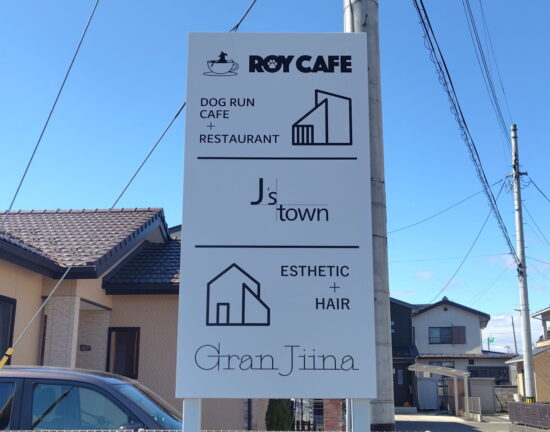 ROY CAFE
DOG RUN
CAFE
+
RESTAURANT
J's
town
ESTHETIC
+
HAIR
Gran Jiina